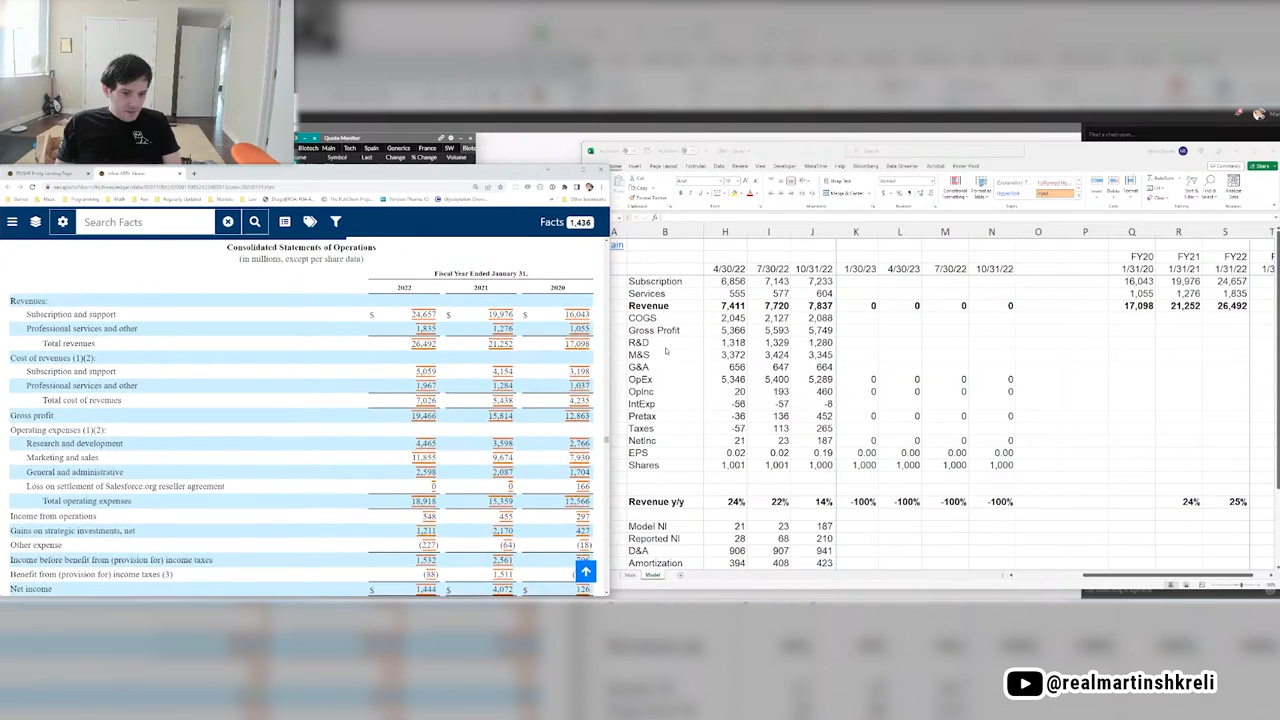 Quote Monitor
Biotech Tech Spain Generics France SW
Symbol Last Change % Change Volume
Search Facts
Facts 1,436
Consolidated Statements of Operations
(in millions, except per share data)
Fiscal Year Ended January 31,
2022 2021 2020
Revenues:
Subscription and support $ 24,657 $ 19,976 $ 16,043
Professional services and other 1,835 1,276 1,055
Total revenues 26,492 21,252 17,098
Cost of revenues (1)(2):
Subscription and support 5,059 4,154 3,198
Professional services and other 1,967 1,284 1,037
Total cost of revenues 7,026 5,438 4,235
Gross profit 19,466 15,814 12,863
Operating expenses (1)(2):
Research and development 4,465 3,598 2,766
Marketing and sales 11,855 9,674 7,930
General and administrative 2,598 2,087 1,704
Loss on settlement of Salesforce.org reseller agreement 0 0 166
Total operating expenses 18,918 15,359 12,566
Income from operations 548 455 297
Gains on strategic investments, net 1,211 2,170 427
Other expense (227) (64) (18)
Income before benefit from (provision for) income taxes 1,532 2,561
Benefit from (provision for) income taxes (3) (88) 1,511
Net income $ 1,444 $ 4,072 $ 126
A B H I J K L M N O P Q R S
FY20 FY21 FY22
4/30/22 7/30/22 10/31/22 1/30/23 4/30/23 7/30/22 10/31/22 1/31/20 1/31/21 1/31/22
Subscription 6,856 7,143 7,233 16,043 19,976 24,657
Services 555 577 604 1,055 1,276 1,835
Revenue 7,411 7,720 7,837 0 0 0 0 17,098 21,252 26,492
COGS 2,045 2,127 2,088
Gross Profit 5,366 5,593 5,749
R&D 1,318 1,329 1,280
M&S 3,372 3,424 3,345
G&A 656 647 664
OpEx 5,346 5,400 5,289 0 0 0 0
OpInc 20 193 460 0 0 0 0
IntExp -56 -57 -8
Pretax -36 136 452 0 0 0 0
Taxes -57 113 265
NetInc 21 23 187 0 0 0 0
EPS 0.02 0.02 0.19 0.00 0.00 0.00 0.00
Shares 1,001 1,001 1,000 1,000 1,000 1,000 1,000
Revenue y/y 24% 22% 14% -100% -100% -100% -100% 24% 25%
Model NI 21 23 187
Reported NI 28 68 210
D&A 906 907 941
Amortization 394 408 423
Main Model
@realmartinshkreli